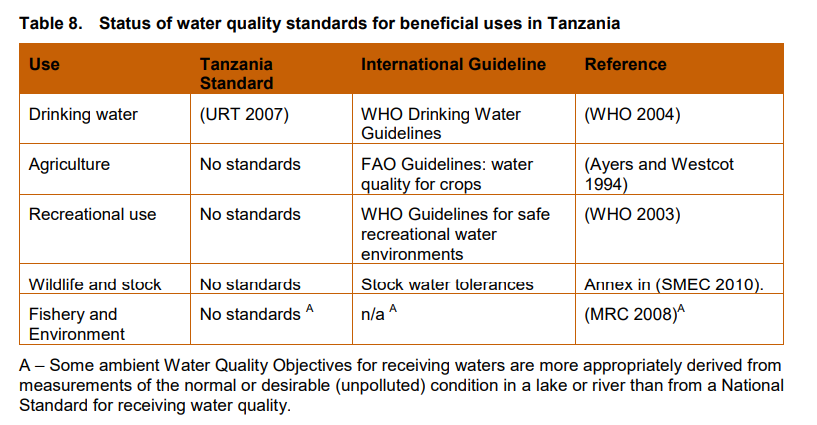 Table 8. Status of water quality standards for beneficial uses in Tanzania
Use Tanzania Standard International Guideline Reference
Drinking water (URT 2007) WHO Drinking Water Guidelines (WHO 2004)
Agriculture No standards FAO Guidelines: water quality for crops (Ayers and Westcot 1994)
Recreational use No standards WHO Guidelines for safe recreational water environments (WHO 2003)
Wildlife and stock No standards Stock water tolerances Annex in (SMEC 2010).
Fishery and Environment No standards A n/a A (MRC 2008)A
A – Some ambient Water Quality Objectives for receiving waters are more appropriately derived from
measurements of the normal or desirable (unpolluted) condition in a lake or river than from a National
Standard for receiving water quality.